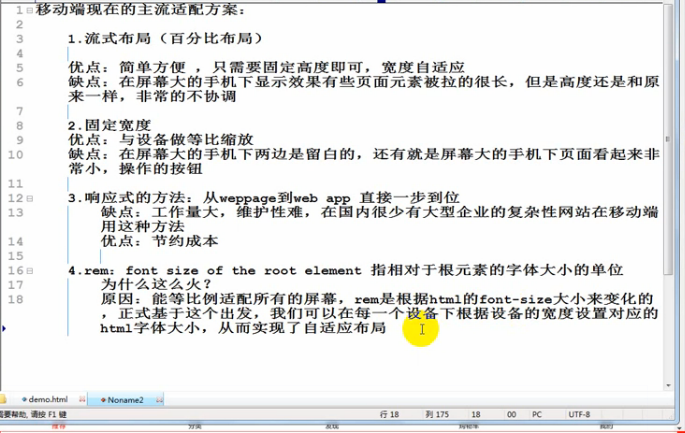 1 移动端现在的主流适配方案：
2
3 1.流式布局（百分比布局）
4
5 优点：简单方便 ，只需要固定高度即可，宽度自适应
6 缺点：在屏幕大的手机下显示效果有些页面元素被拉的很长，但是高度还是和原
来一样，非常的不协调
7
8 2.固定宽度
9 优点：与设备做等比缩放
10 缺点：在屏幕大的手机下两边是留白的，还有就是屏幕大的手机下页面看起来非
常小，操作的按钮
11
12 3.响应式的方法：从weppage到web app 直接一步到位
13 缺点：工作量大，维护性难，在国内很少有大型企业的复杂性网站在移动端
用这种方法
14 优点：节约成本
15
16 4.rem：font size of the root element 指相对于根元素的字体大小的单位
17 为什么这么火？
18 原因：能等比例适配所有的屏幕，rem是根据html的font-size大小来变化的
，正式基于这个出发，我们可以在每一个设备下根据设备的宽度设置对应的
html字体大小，从而实现了自适应布局
demo.html Noname2
需要帮助, 请按 F1 键 行 18 列 175 18 00 PC UTF-8
推荐 分类 发现 购物车 我的